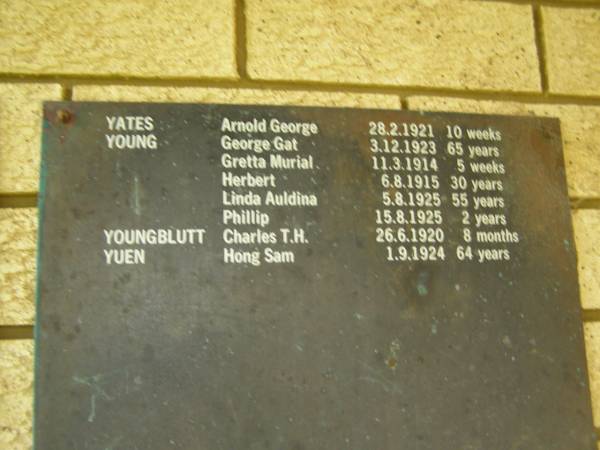 YATES Arnold George 28.2.1921 10 weeks
YOUNG George Gat 3.12.1923 65 years
Gretta Murial 11.3.1914 5 weeks
Herbert 6.8.1915 30 years
Linda Auldina 5.8.1925 55 years
Phillip 15.8.1925 2 years
YOUNGBLUTT Charles T.H. 26.6.1920 8 months
YUEN Hong Sam 1.9.1924 64 years